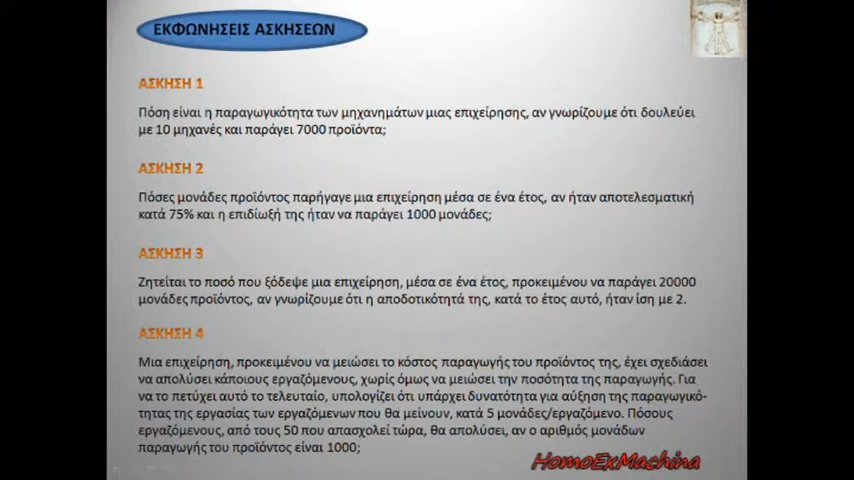 ΕΚΦΩΝΗΣΕΙΣ ΑΣΚΗΣΕΩΝ
ΑΣΚΗΣΗ 1
Πόση είναι η παραγωγικότητα των μηχανημάτων μιας επιχείρησης, αν γνωρίζουμε ότι δουλεύει
με 10 μηχανές και παράγει 7000 προϊόντα;
ΑΣΚΗΣΗ 2
Πόσες μονάδες προϊόντος παρήγαγε μια επιχείρηση μέσα σε ένα έτος, αν ήταν αποτελεσματική
κατά 75% και η επιδίωξή της ήταν να παράγει 1000 μονάδες;
ΑΣΚΗΣΗ 3
Ζητείται το ποσό που ξόδεψε μια επιχείρηση, μέσα σε ένα έτος, προκειμένου να παράγει 20000
μονάδες προϊόντος, αν γνωρίζουμε ότι η αποδοτικότητά της, κατά το έτος αυτό, ήταν ίση με 2.
ΑΣΚΗΣΗ 4
Μια επιχείρηση, προκειμένου να μειώσει το κόστος παραγωγής του προϊόντος της, έχει σχεδιάσει
να απολύσει κάποιους εργαζόμενους, χωρίς όμως να μειώσει την ποσότητα της παραγωγής. Για
να το πετύχει αυτό το τελευταίο, υπολογίζει ότι υπάρχει δυνατότητα για αύξηση της παραγωγικό-
τητας της εργασίας των εργαζόμενων που θα μείνουν, κατά 5 μονάδες/εργαζόμενο. Πόσους
εργαζόμενους, από τους 50 που απασχολεί τώρα, θα απολύσει, αν ο αριθμός μονάδων
παραγωγής του προϊόντος είναι 1000;
HomoExMachina